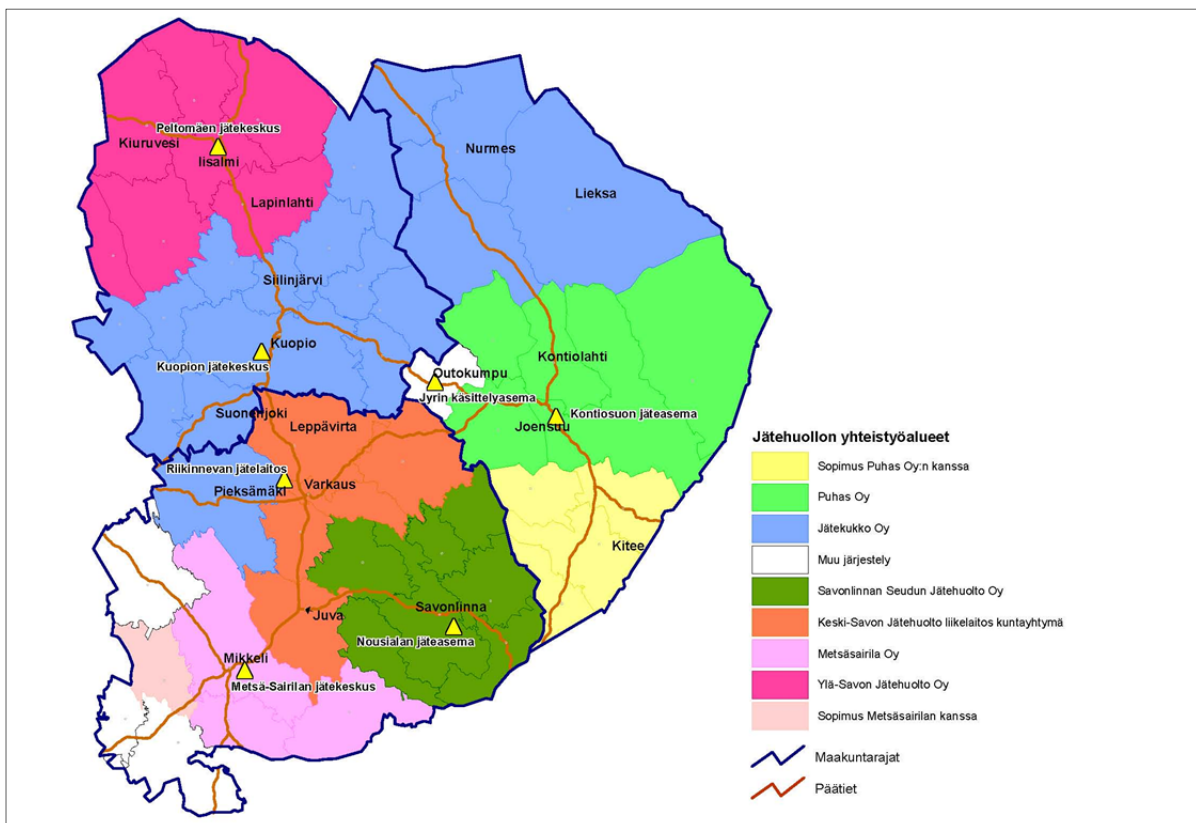 Peltomäen jätekeskus
Kiuruvesi
Iisalmi
Lapinlahti
Nurmes
Lieksa
Siilinjärvi
Kuopio
Kuopion jätekeskus
Kontiolahti
Outokumpu
Jyrin käsittelyasema
Kontiosuon jäteasema
Joensuu
Suonenjoki
Leppävirta
Riikinnevan jätelaitos
Pieksämäki
Varkaus
Kitee
Savonlinna
Juva
Nousialan jäteasema
Mikkeli
Metsä-Sairilan jätekeskus
Jätehuollon yhteistyöalueet
Sopimus Puhas Oy:n kanssa
Puhas Oy
Jätekukko Oy
Muu järjestely
Savonlinnan Seudun Jätehuolto Oy
Keski-Savon Jätehuolto liikelaitos kuntayhtymä
Metsäsairila Oy
Ylä-Savon Jätehuolto Oy
Sopimus Metsäsairilan kanssa
Maakuntarajat
Päätiet